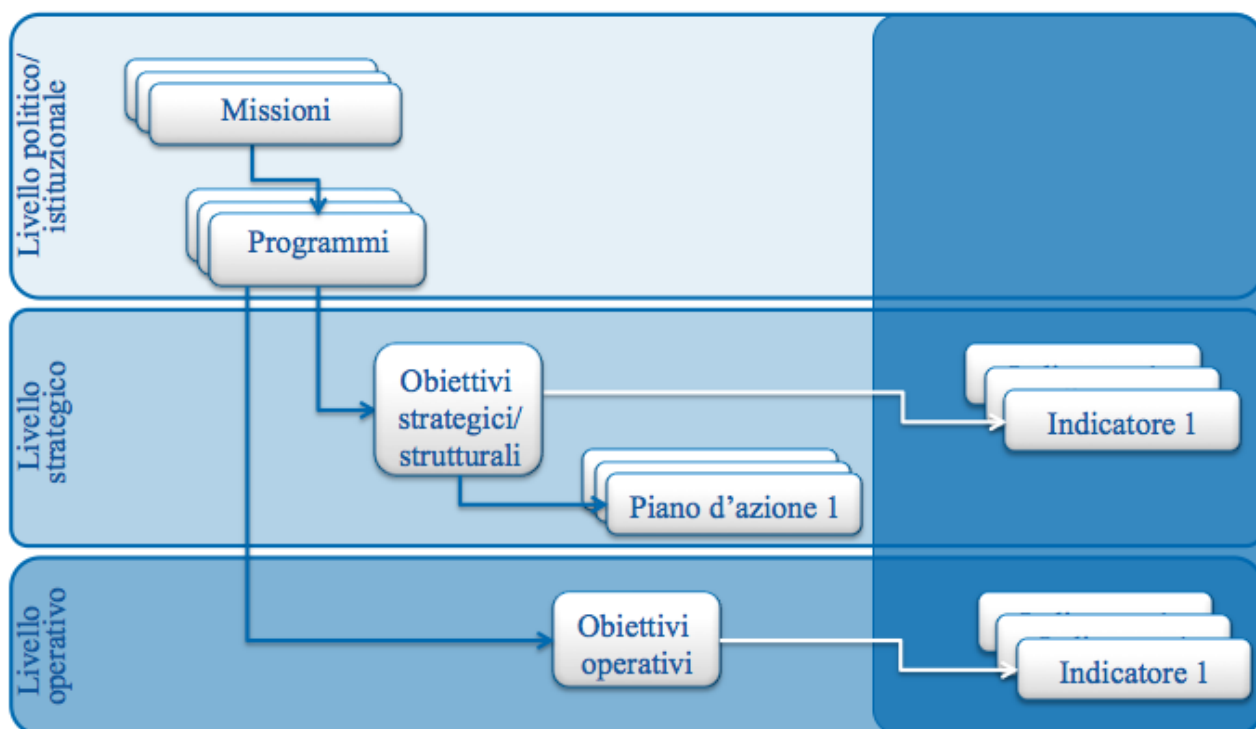 Livello politico/
istituzionale
Missioni
Programmi
Livello
strategico
Obiettivi
strategici/
strutturali
Indicatore 1
Piano d'azione 1
Livello
operativo
Obiettivi
operativi
Indicatore 1